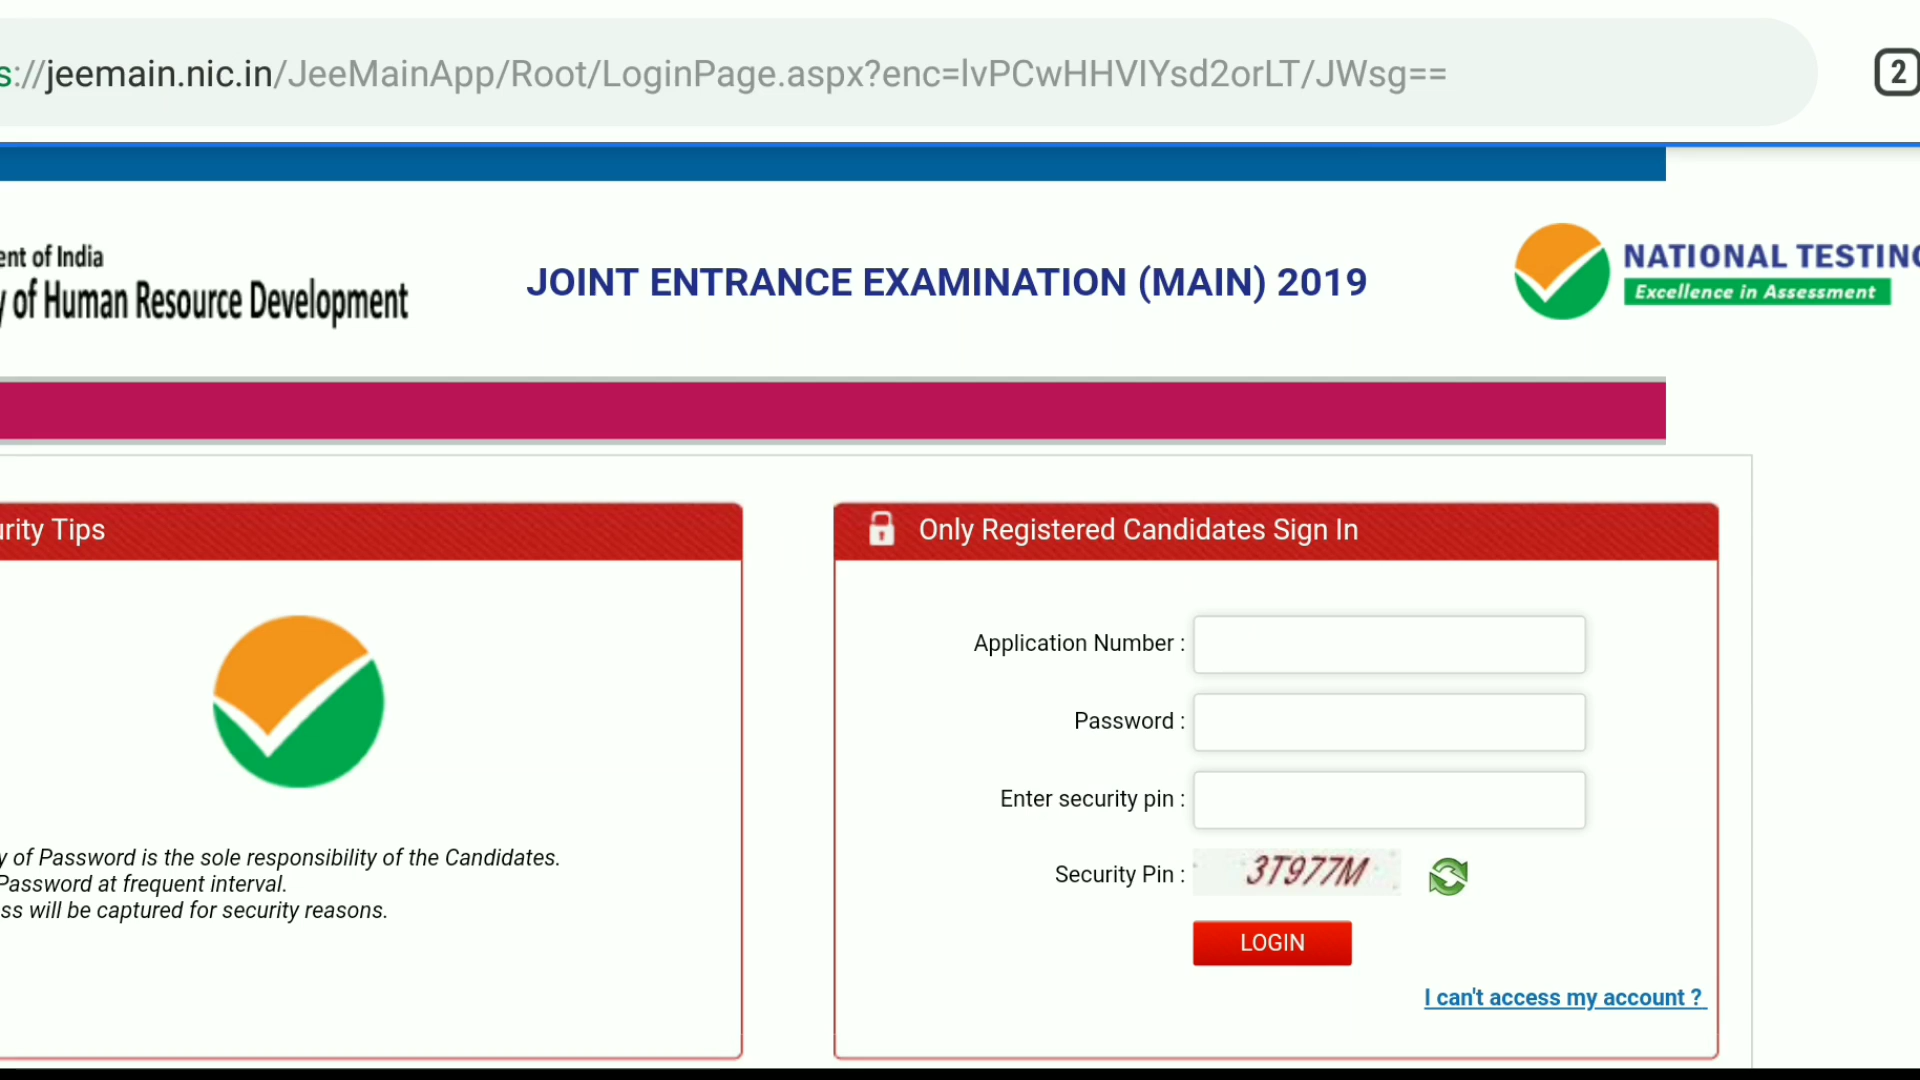 s://jeemain.nic.in/JeeMainApp/Root/LoginPage.aspx?enc=lvPCwHHVIYsd2orLT/JWsg==
2
ent of India
y of Human Resource Development
JOINT ENTRANCE EXAMINATION (MAIN) 2019
NATIONAL TESTING
Excellence in Assessment
urity Tips
Only Registered Candidates Sign In
Application Number :
Password :
Enter security pin :
Security Pin : 3T977M
LOGIN
I can't access my account ?
y of Password is the sole responsibility of the Candidates.
Password at frequent interval.
ss will be captured for security reasons.